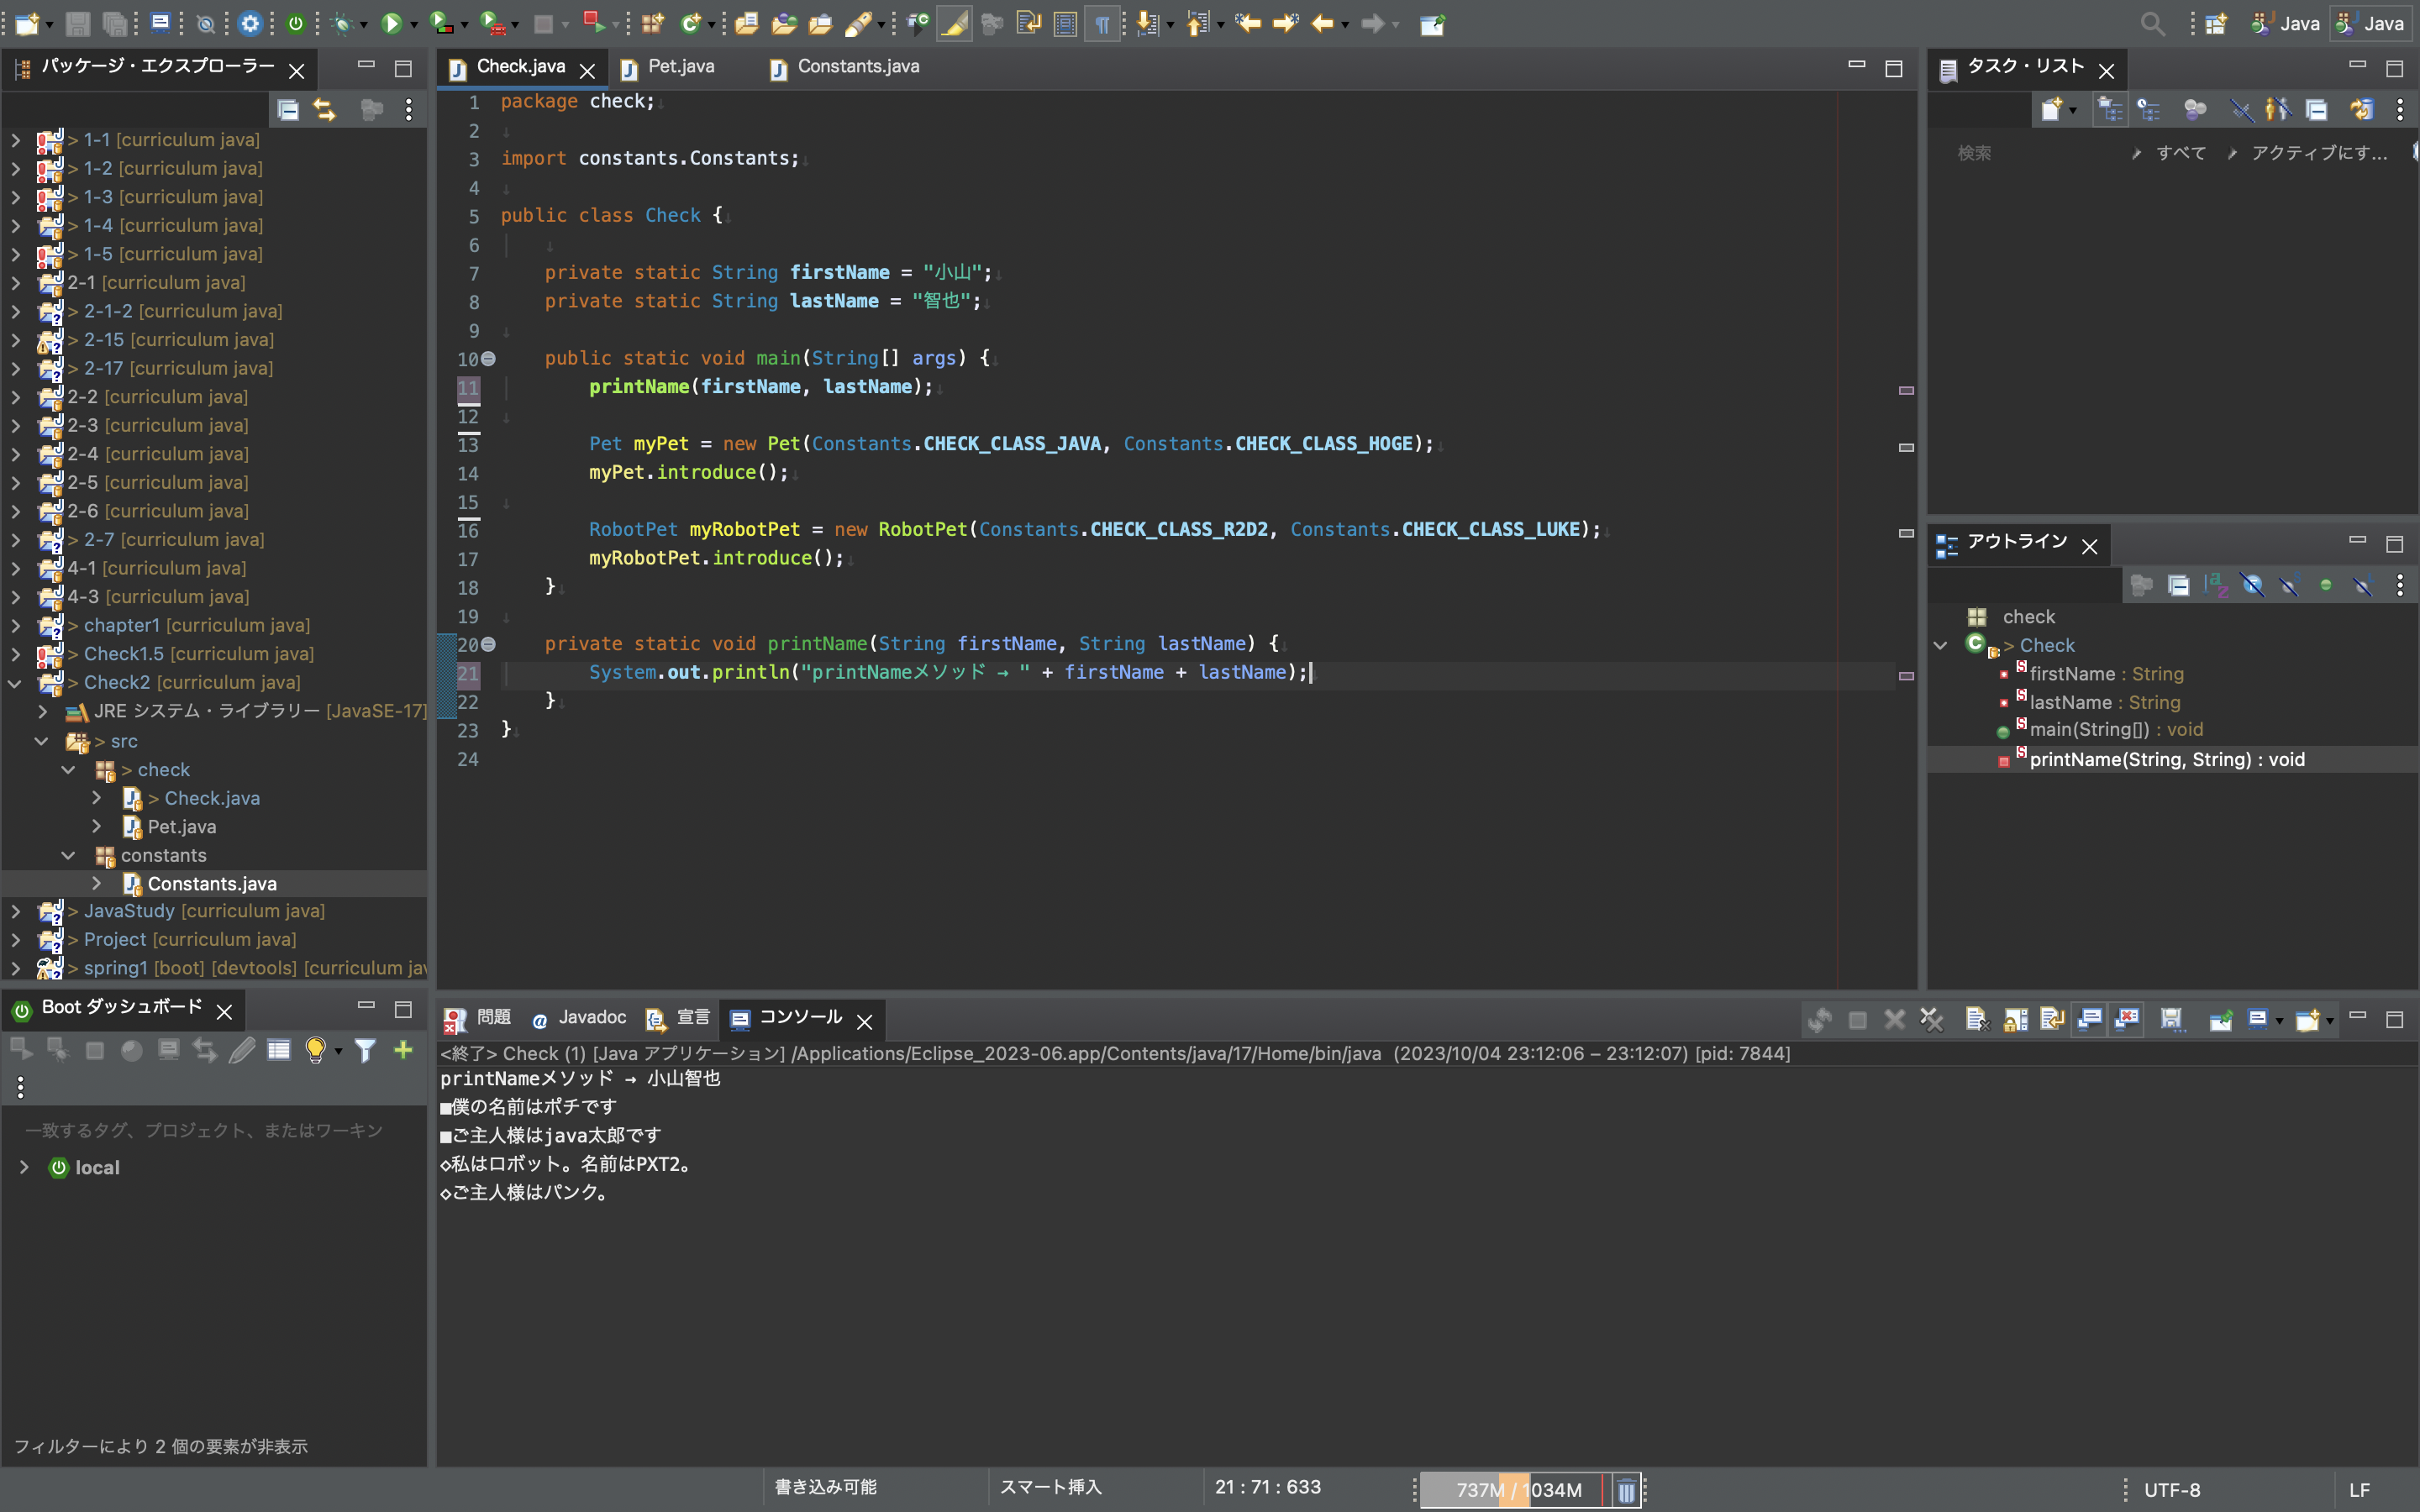 Java
Java
パッケージ・エクスプローラー
> 1-1 [curriculum java]
> 1-2 [curriculum java]
> 1-3 [curriculum java]
> 1-4 [curriculum java]
> 1-5 [curriculum java]
2-1 [curriculum java]
> 2-1-2 [curriculum java]
> 2-15 [curriculum java]
> 2-17 [curriculum java]
2-2 [curriculum java]
2-3 [curriculum java]
2-4 [curriculum java]
2-5 [curriculum java]
2-6 [curriculum java]
> 2-7 [curriculum java]
4-1 [curriculum java]
4-3 [curriculum java]
> chapter1 [curriculum java]
> Check1.5 [curriculum java]
> Check2 [curriculum java]
JRE システム・ライブラリー [JavaSE-17]
> src
> check
> Check.java
Pet.java
constants
Constants.java
> JavaStudy [curriculum java]
> Project [curriculum java]
> spring1 [boot] [devtools] [curriculum jav
Check.java
Pet.java
Constants.java
1 package check;
2
3 import constants.Constants;
4
5 public class Check {
6
7 private static String firstName = "小山";
8 private static String lastName = "智也";
9
10 public static void main(String[] args) {
11 printName(firstName, lastName);
12
13 Pet myPet = new Pet(Constants.CHECK_CLASS_JAVA, Constants.CHECK_CLASS_HOGE);
14 myPet.introduce();
15
16 RobotPet myRobotPet = new RobotPet(Constants.CHECK_CLASS_R2D2, Constants.CHECK_CLASS_LUKE);
17 myRobotPet.introduce();
18 }
19
20 private static void printName(String firstName, String lastName) {
21 System.out.println("printNameメソッド → " + firstName + lastName);
22 }
23 }
24
タスク・リスト
検索
すべて
アクティブにす...
アウトライン
check
> Check
firstName : String
lastName : String
main(String[]) : void
printName(String, String) : void
Boot ダッシュボード
一致するタグ、プロジェクト、またはワーキン
local
フィルターにより 2 個の要素が非表示
問題
Javadoc
宣言
コンソール
<終了> Check (1) [Java アプリケーション] /Applications/Eclipse_2023-06.app/Contents/java/17/Home/bin/java (2023/10/04 23:12:06 – 23:12:07) [pid: 7844]
printNameメソッド → 小山智也
■僕の名前はポチです
■ご主人様はjava太郎です
◇私はロボット。名前はPXT2。
◇ご主人様はパンク。
書き込み可能
スマート挿入
21 : 71 : 633
737M / 1034M
UTF-8
LF